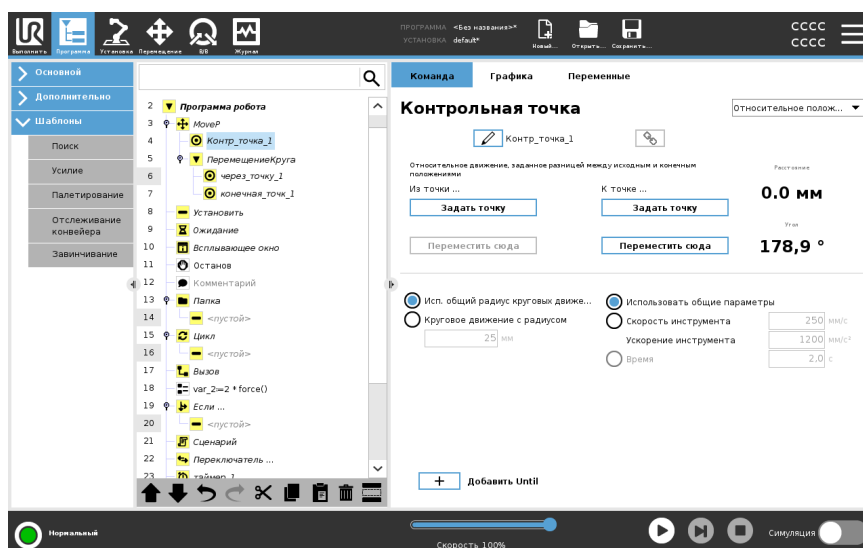 UR
Выполнить Программа Установка Перемещение В/В Журнал
ПРОГРАММА <Без названия>*
УСТАНОВКА default*
Новый... Открыть... Сохранить...
cccc
cccc
Основной
Дополнительно
Шаблоны
Поиск
Усилие
Палетирование
Отслеживание
конвейера
Завинчивание
2 Программа робота
3 MoveP
4 Контр_точка_1
5 ПеремещениеКруга
6 через_точку_1
7 конечная_точк_1
8 Установить
9 Ожидание
10 Всплывающее окно
11 Останов
12 Комментарий
13 Папка
14 <пустой>
15 Цикл
16 <пустой>
17 Вызов
18 var_2≔2 * force()
19 Если ...
20 <пустой>
21 Сценарий
22 Переключатель ...
23 таймер_1
Команда Графика Переменные
Контрольная точка
Относительное полож...
Контр_точка_1
Относительное движение, заданное разницей между исходным и конечным
положениями
Расстояние
Из точки ... К точке ...
0.0 мм
Задать точку Задать точку
Угол
Переместить сюда Переместить сюда
178,9 °
Исп. общий радиус круговых движе... Использовать общие параметры
Круговое движение с радиусом Скорость инструмента 250 мм/с
25 мм Ускорение инструмента 1200 мм/с²
Время 2,0 с
+ Добавить Until
Нормальный
Скорость 100%
Симуляция